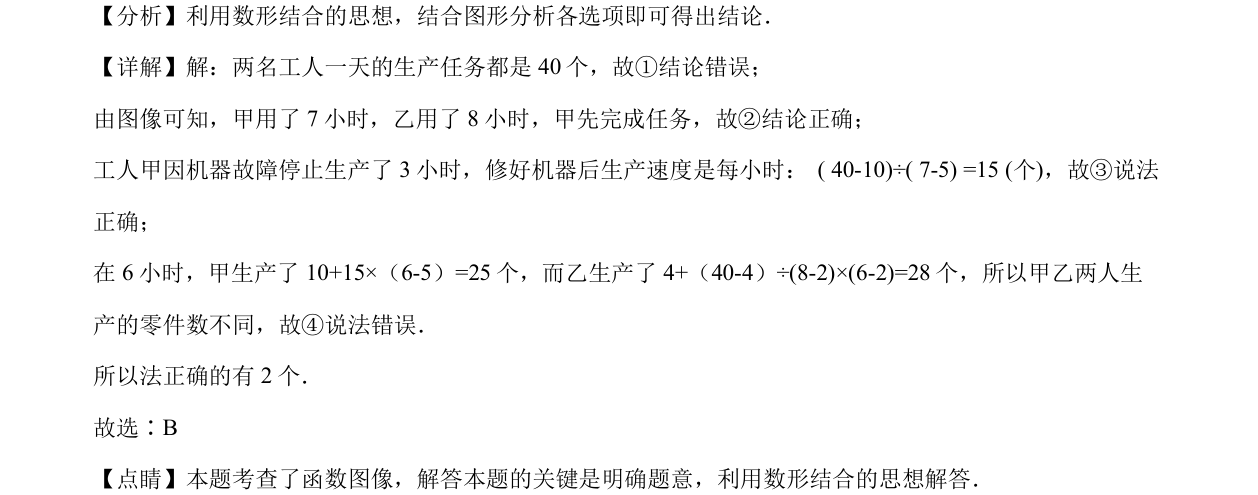 【分析】利用数形结合的思想，结合图形分析各选项即可得出结论．
【详解】解：两名工人一天的生产任务都是 40 个，故①结论错误；
由图像可知，甲用了 7 小时，乙用了 8 小时，甲先完成任务，故②结论正确；
工人甲因机器故障停止生产了 3 小时，修好机器后生产速度是每小时： ( 40-10)÷( 7-5) =15 (个)，故③说法
正确；
在 6 小时，甲生产了 10+15×（6-5）=25 个，而乙生产了 4+（40-4）÷(8-2)×(6-2)=28 个，所以甲乙两人生
产的零件数不同，故④说法错误．
所以法正确的有 2 个．
故选：B
【点睛】本题考查了函数图像，解答本题的关键是明确题意，利用数形结合的思想解答．